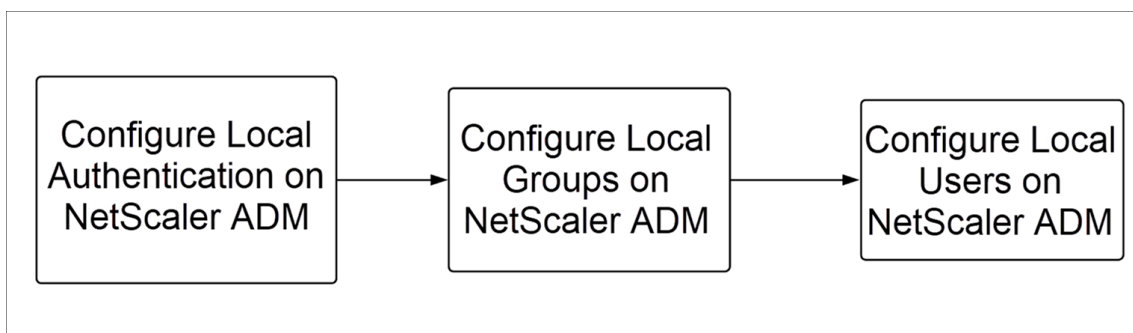 Configure Local
Authentication on
NetScaler ADM
Configure Local
Groups on
NetScaler ADM
Configure Local
Users on
NetScaler ADM